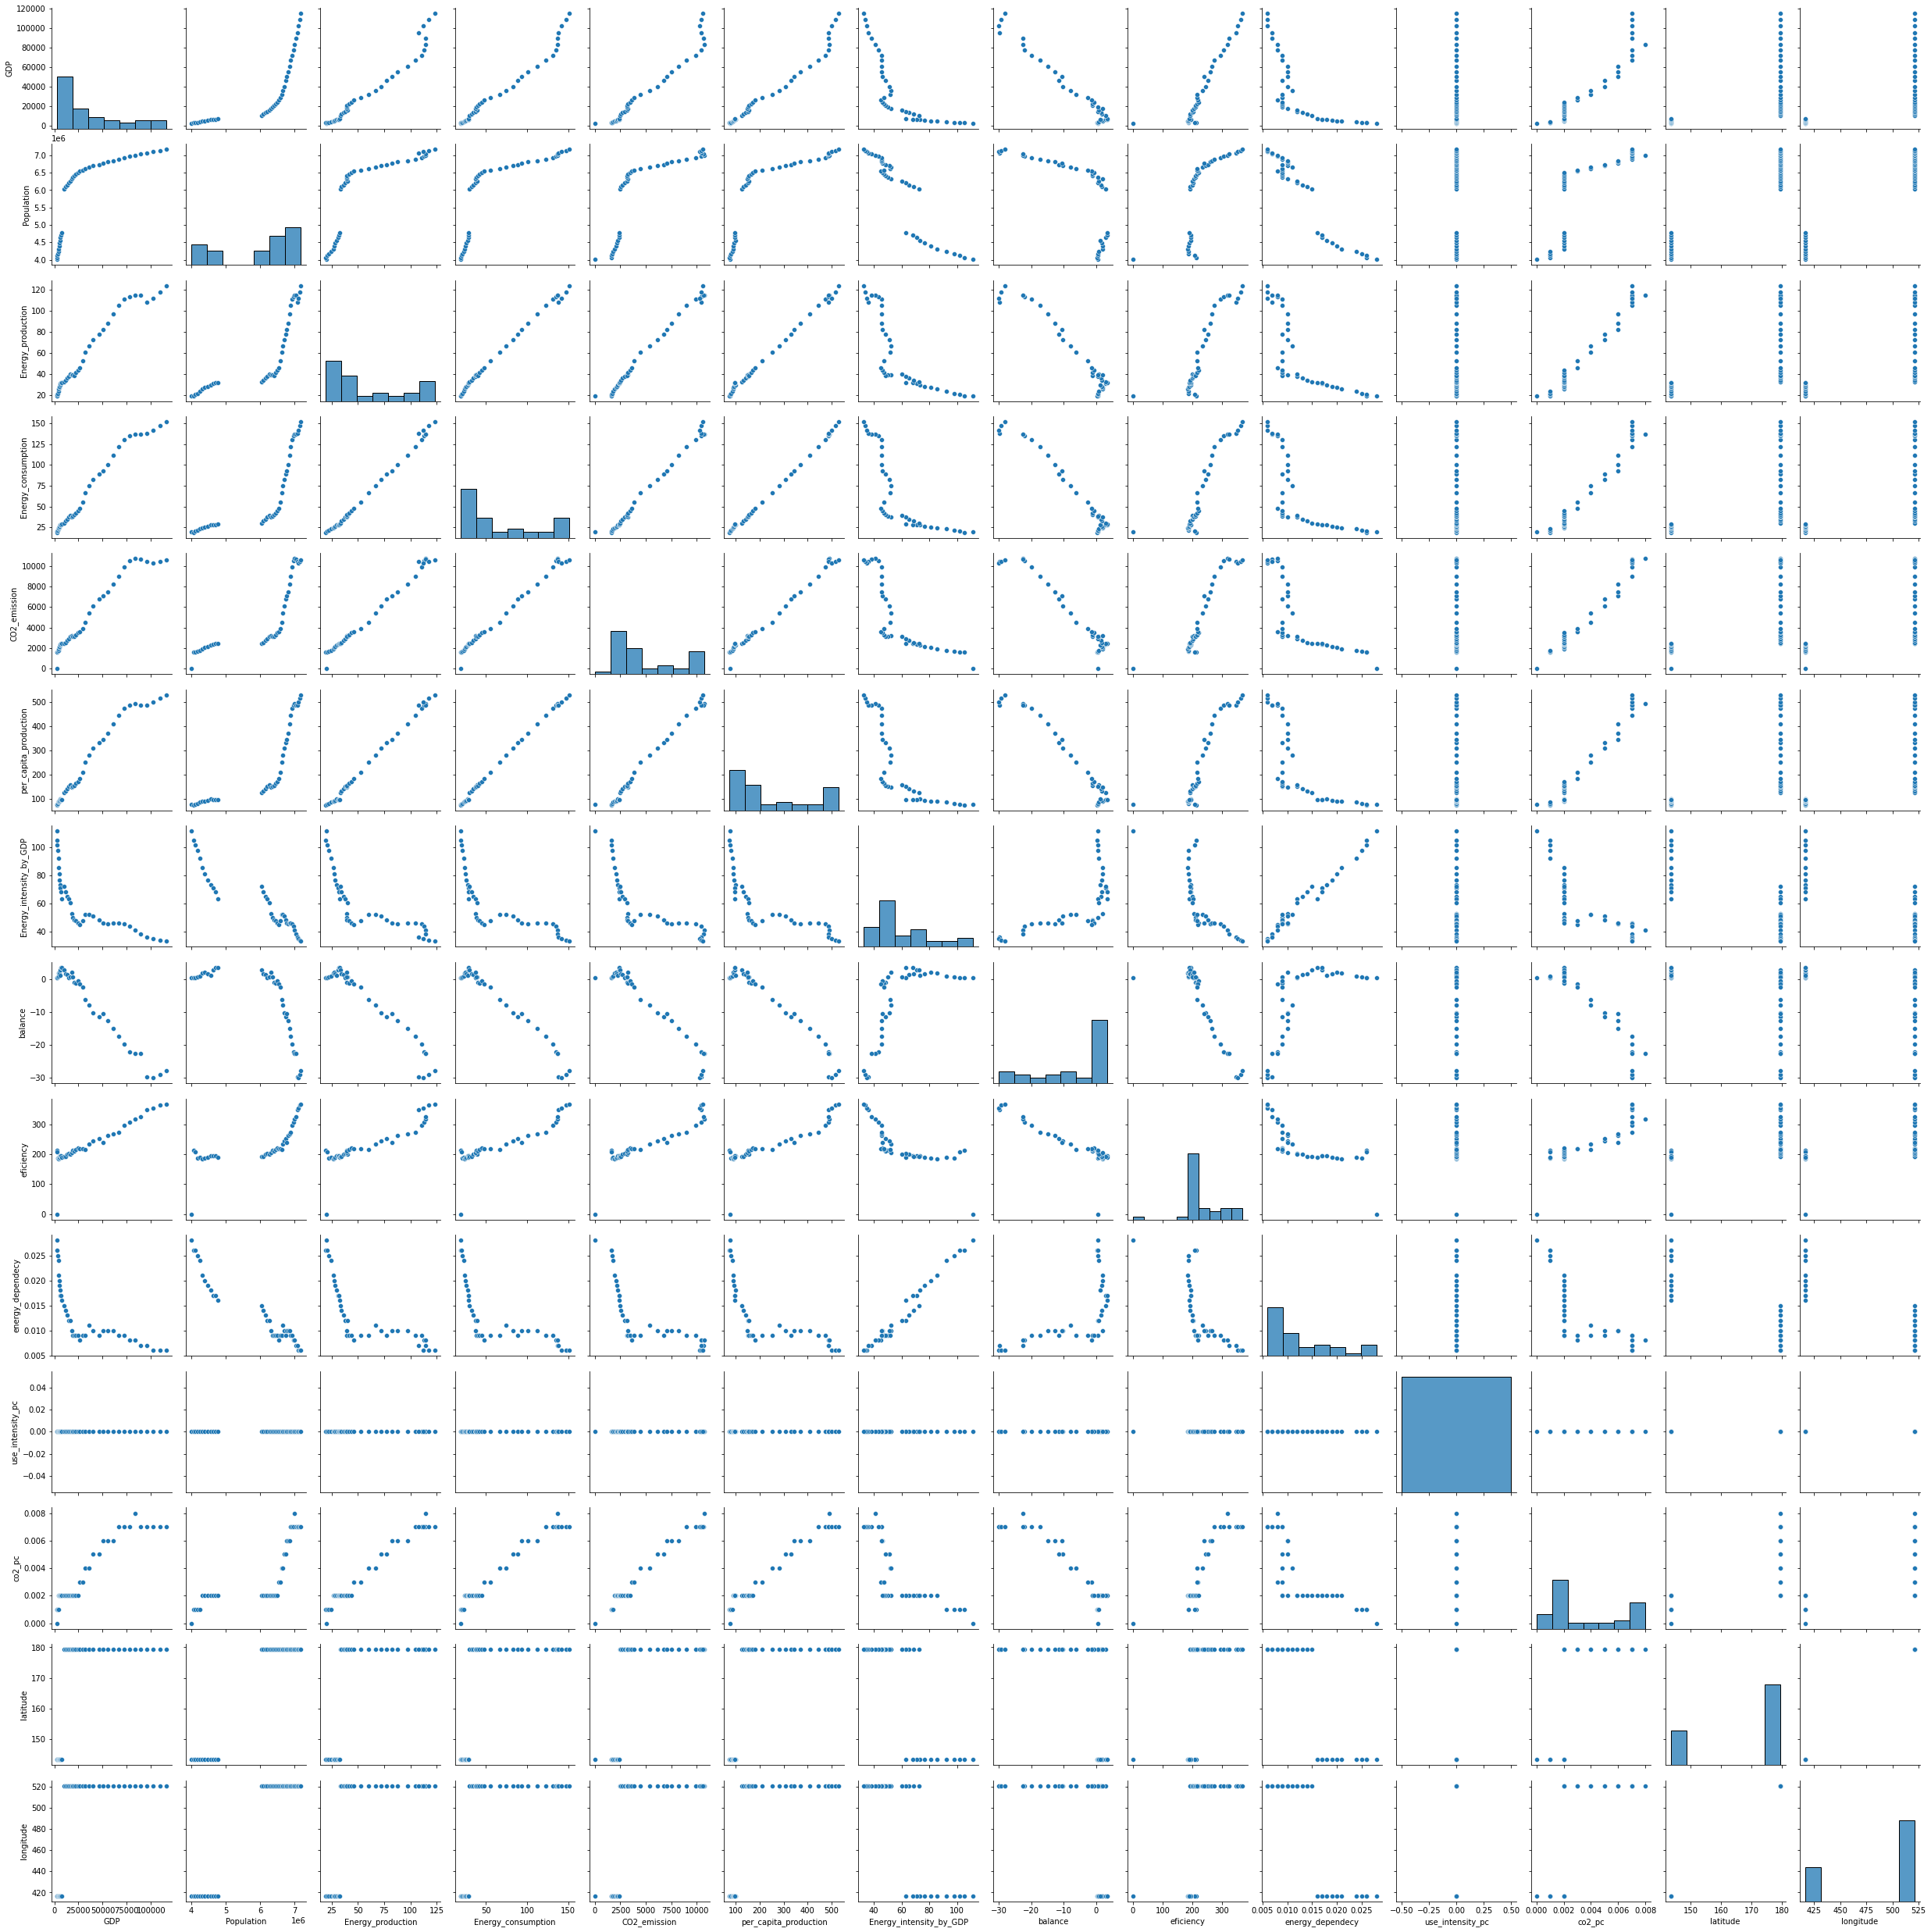 120000
100000
80000
60000
40000
20000
0
GDP
1e6
7.0
6.5
6.0
5.5
5.0
4.5
4.0
Population
120
100
80
60
40
20
Energy_production
150
125
100
75
50
25
Energy_consumption
10000
8000
6000
4000
2000
0
CO2_emission
500
400
300
200
100
per_capita_production
100
80
60
40
Energy_intensity_by_GDP
0
−10
−20
−30
balance
300
200
100
0
eficiency
0.025
0.020
0.015
0.010
0.005
energy_dependecy
0.04
0.02
0.00
−0.02
−0.04
use_intensity_pc
0.008
0.006
0.004
0.002
0.000
co2_pc
180
170
160
150
latitude
520
500
480
460
440
420
longitude
0 25000 50000 75000 100000
GDP
4 5 6 7
1e6
Population
25 50 75 100 125
Energy_production
50 100 150
Energy_consumption
0 2500 5000 7500 10000
CO2_emission
100 200 300 400 500
per_capita_production
40 60 80 100
Energy_intensity_by_GDP
−30 −20 −10 0
balance
0 100 200 300
eficiency
0.005 0.010 0.015 0.020 0.025
energy_dependecy
−0.50 −0.25 0.00 0.25 0.50
use_intensity_pc
0.000 0.002 0.004 0.006 0.008
co2_pc
150 160 170 180
latitude
425 450 475 500 525
longitude